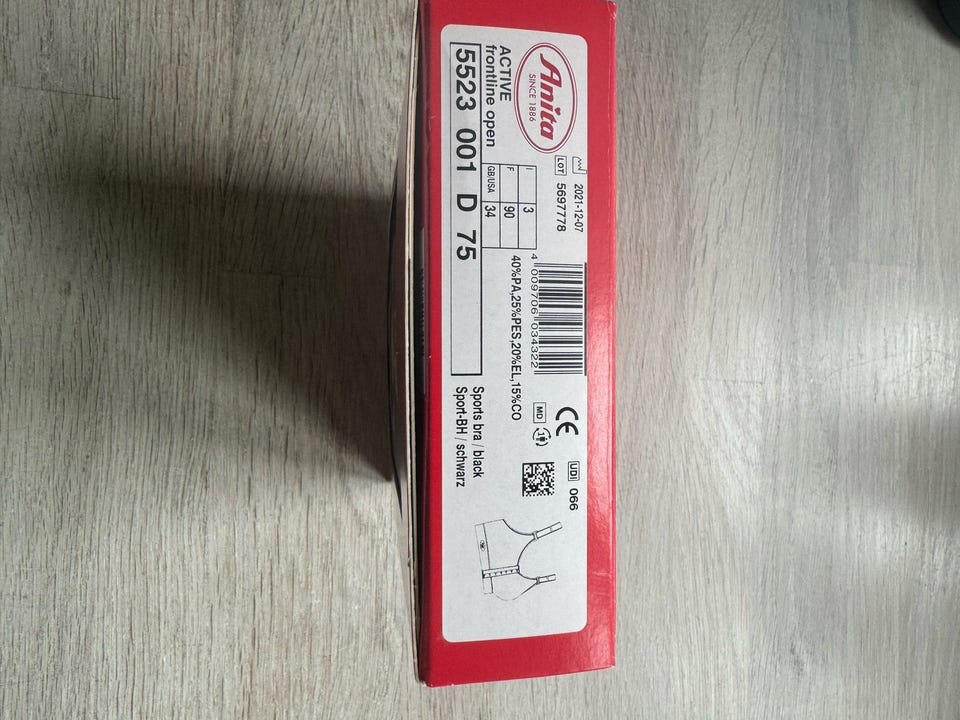 Anita
SINCE 1886
2021-12-07
LOT 5697778
ACTIVE
frontline open
I 3
F 90
GB/USA 34
5523 001 D 75
4 009706 034322
40%PA,25%PES,20%EL,15%CO
CE
MD 1
UDI 066
Sports bra / black
Sport-BH / schwarz